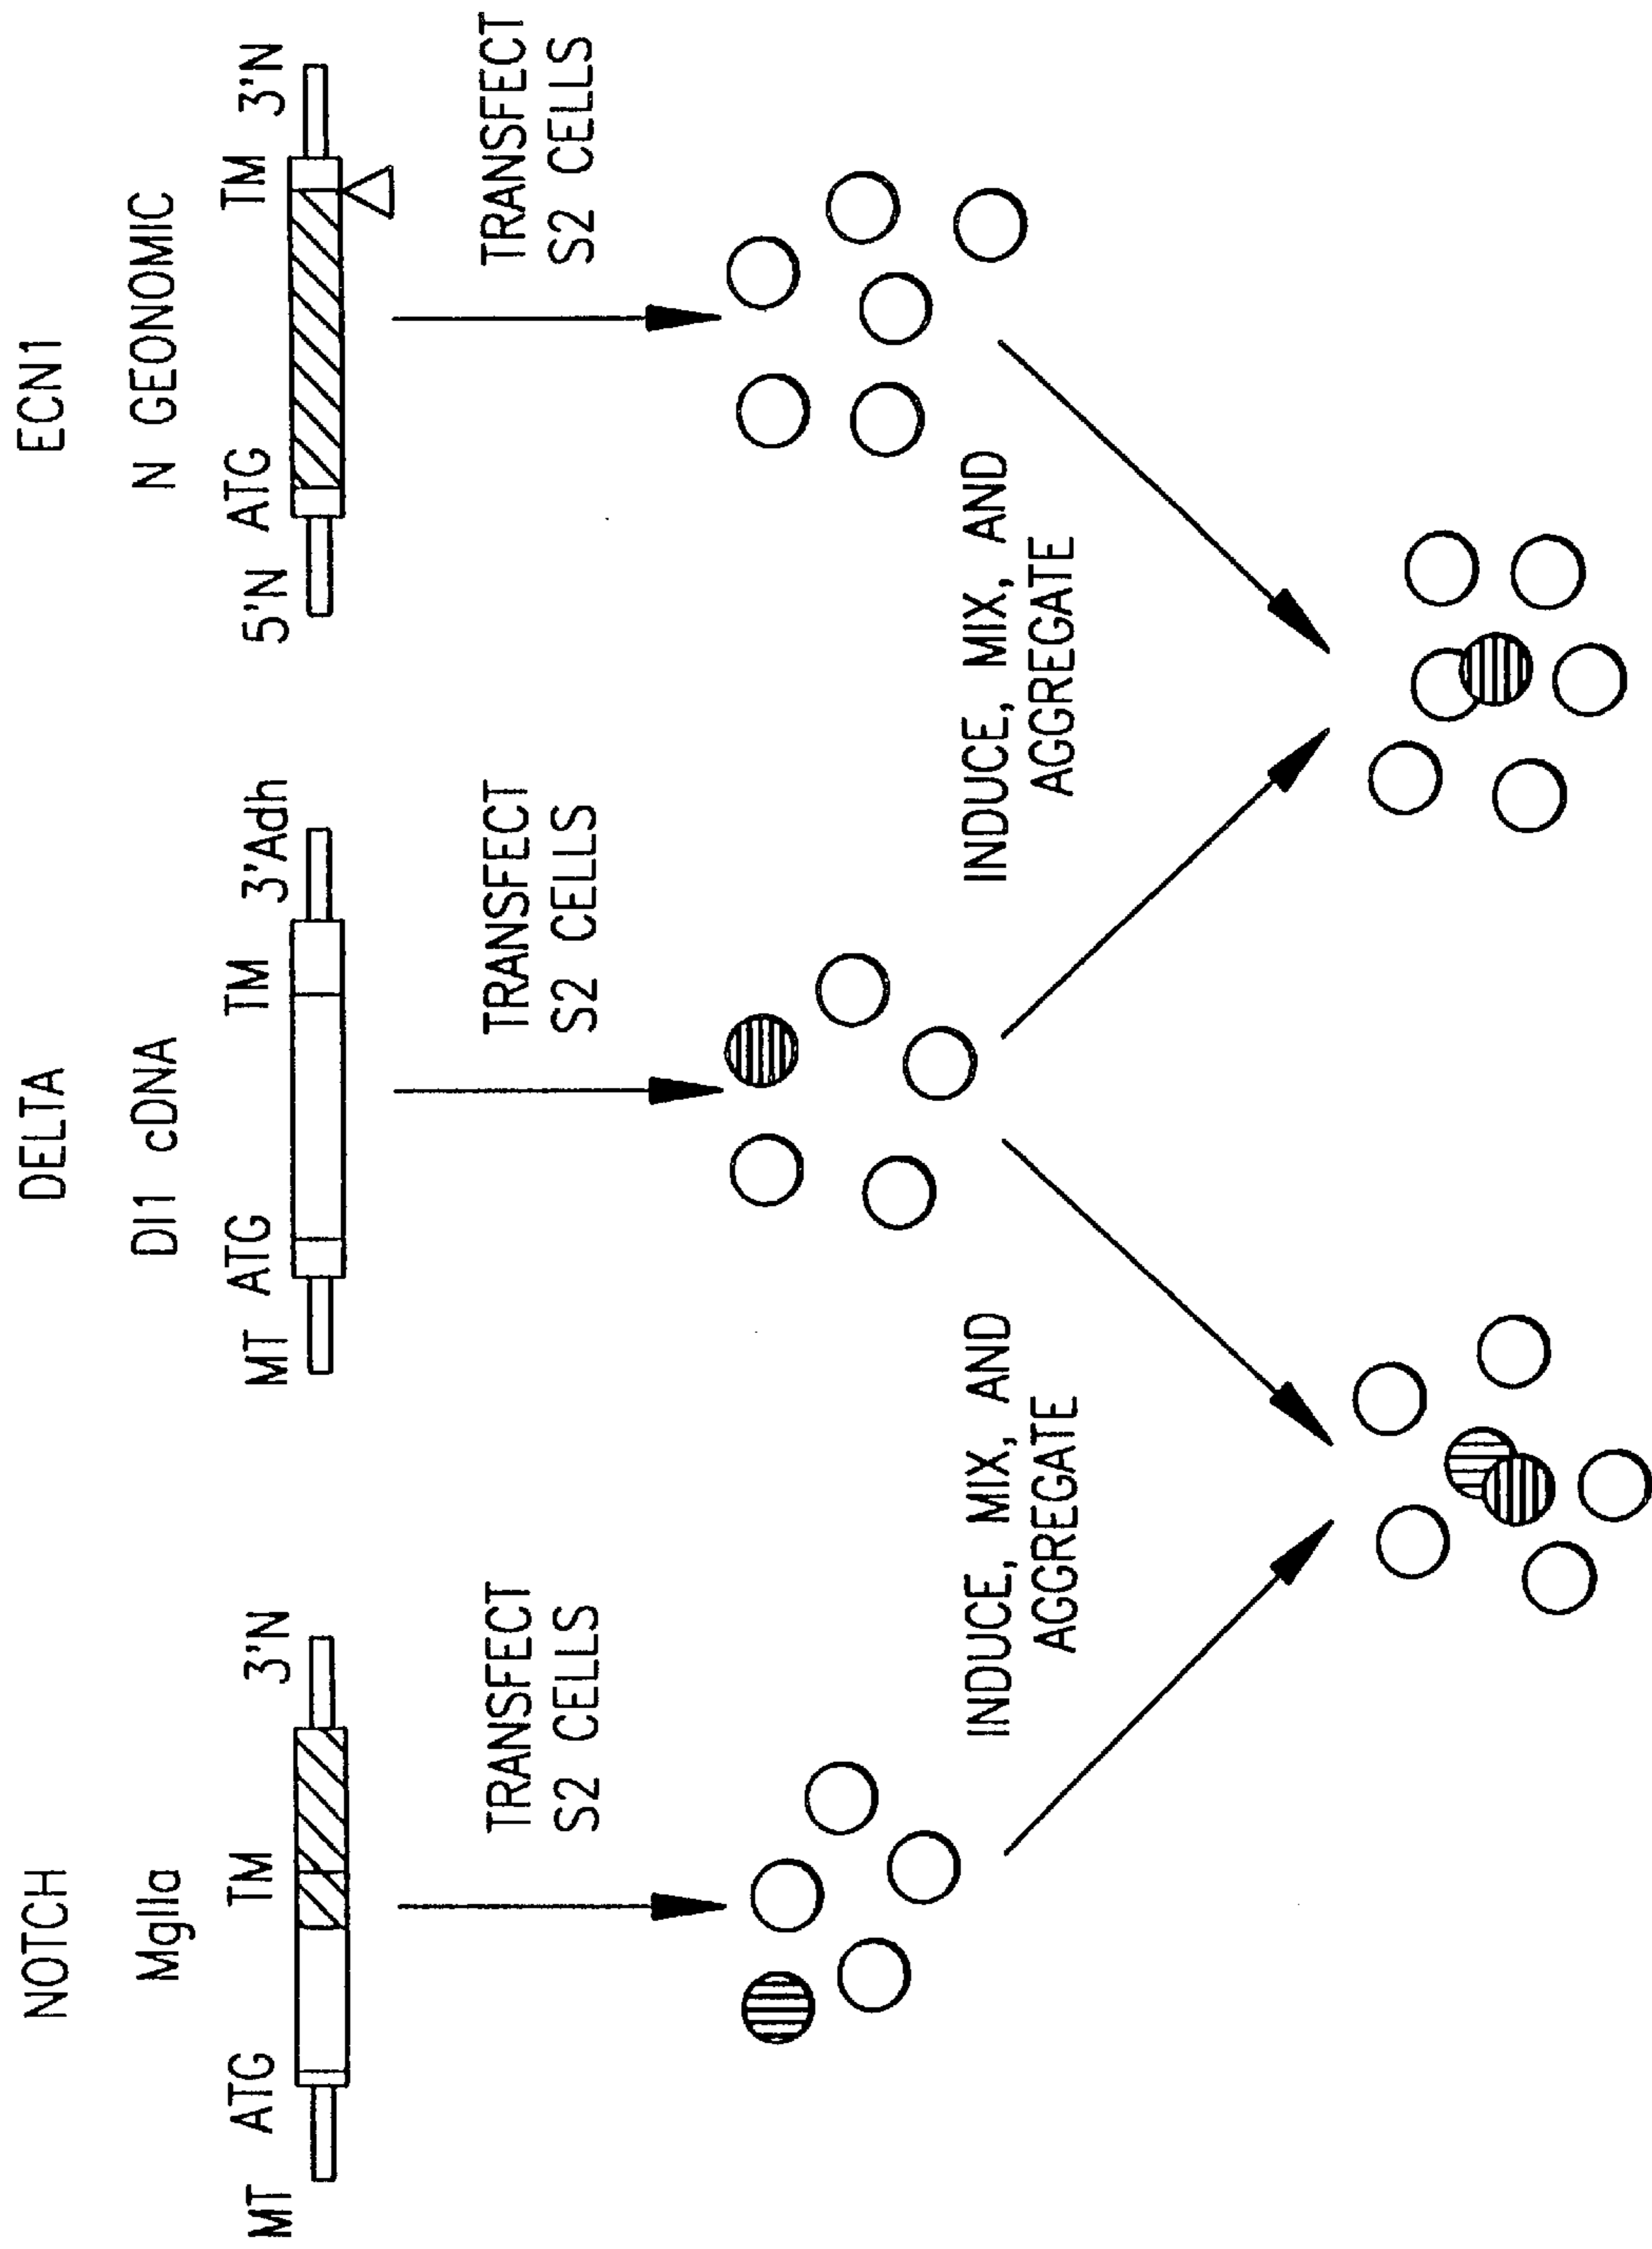 NOTCH
MgIIa
MT ATG TM 3'N
TRANSFECT
S2 CELLS
DELTA
Dl1 cDNA
MT ATG TM 3'Adh
TRANSFECT
S2 CELLS
ECN1
N GEONOMIC
5'N ATG TM 3'N
TRANSFECT
S2 CELLS
INDUCE, MIX, AND
AGGREGATE
INDUCE, MIX, AND
AGGREGATE